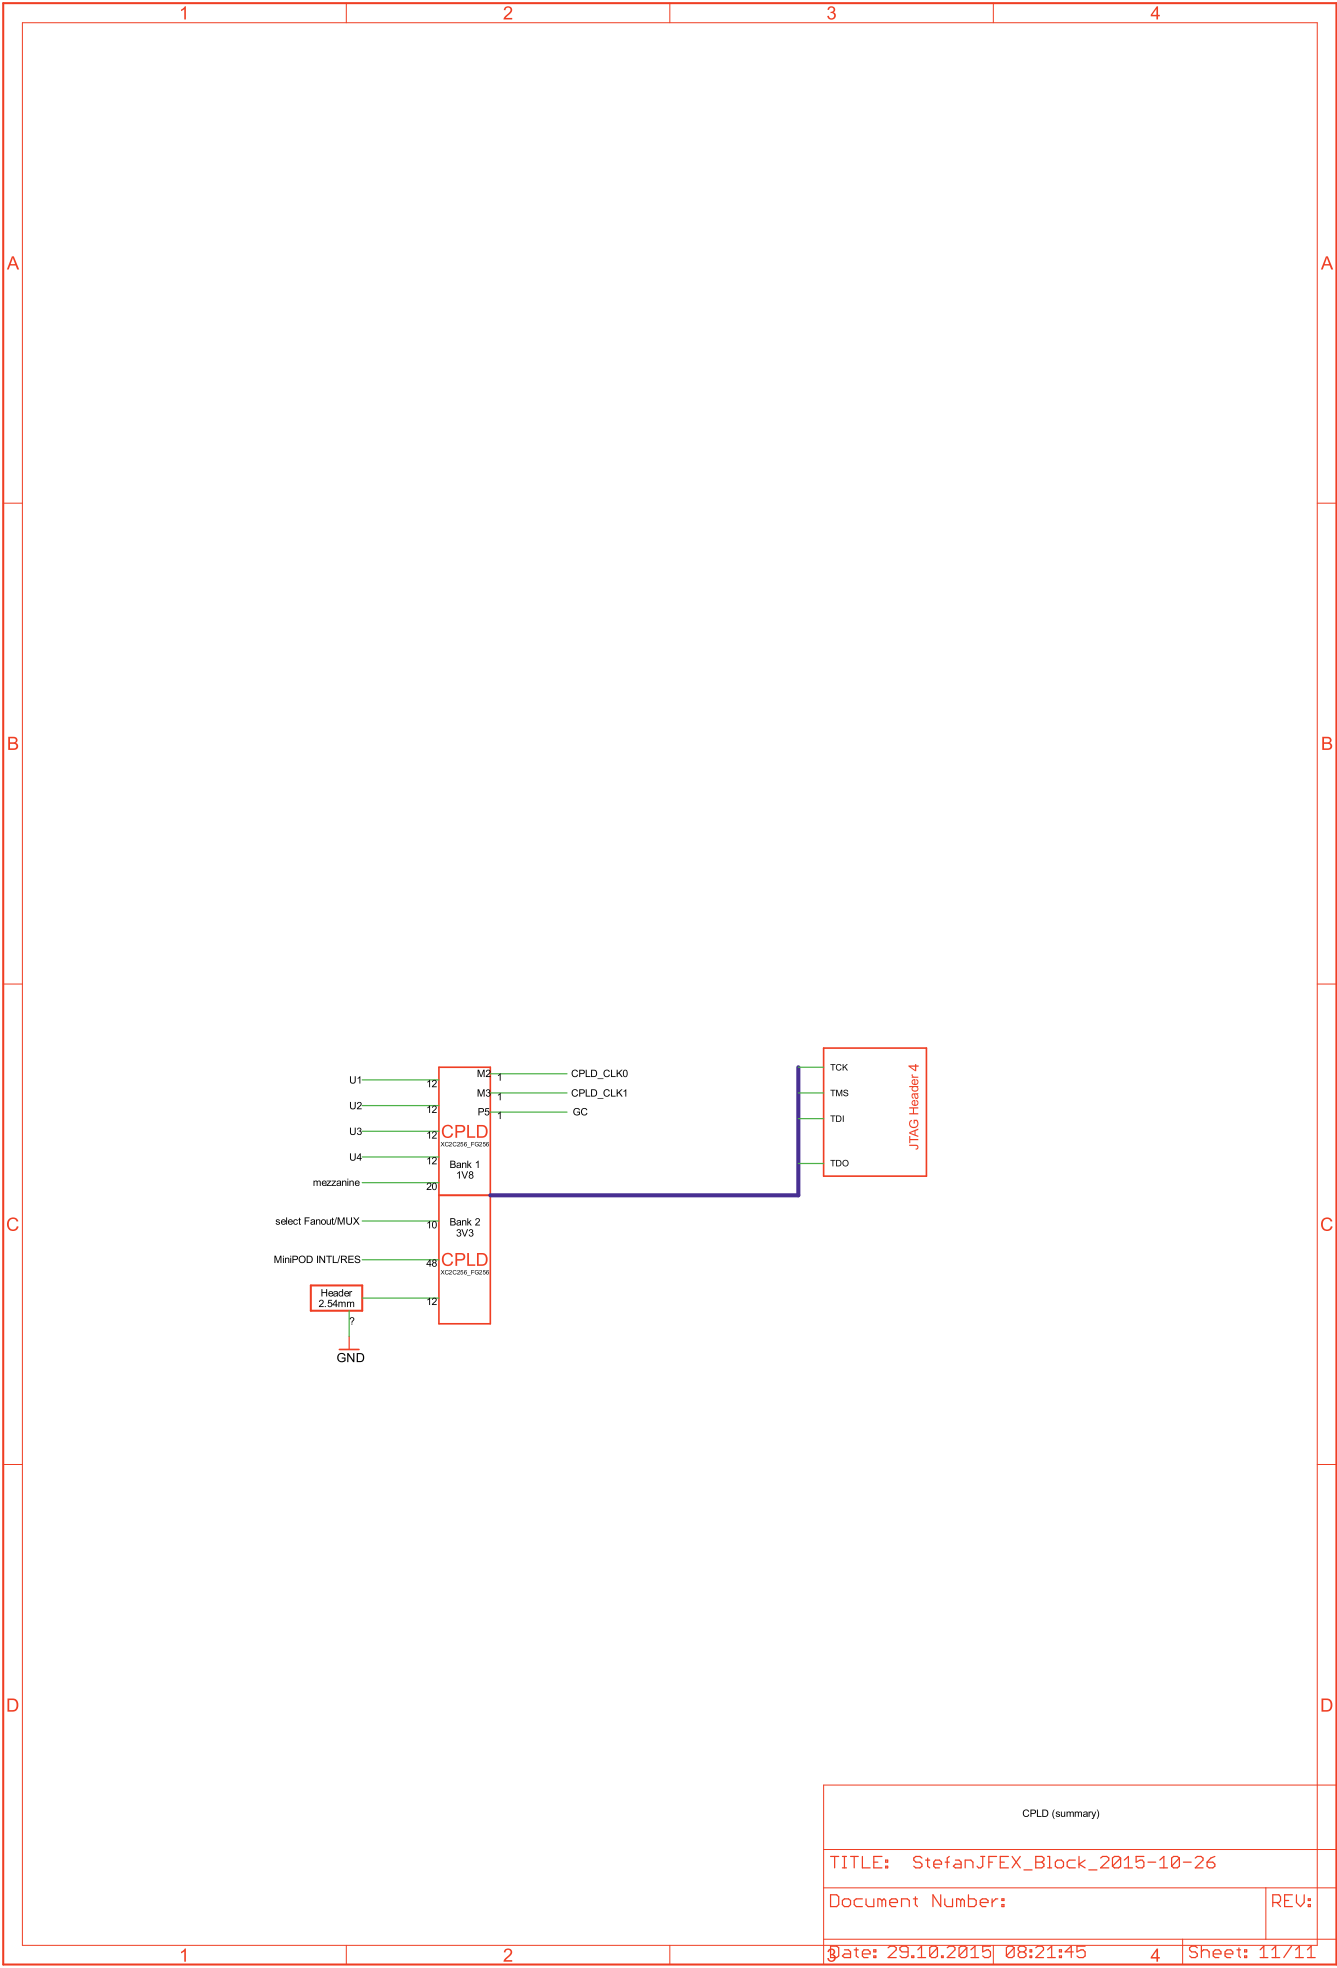 1 2 3 4
A A
B B
C C
D D
U1 12
U2 12
U3 12
U4 12
mezzanine 20
select Fanout/MUX 10
MiniPOD INTL/RES 48
Header
2.54mm
12
?
GND
M2 1 CPLD_CLK0
M3 1 CPLD_CLK1
P5 1 GC
CPLD
XC2C256_FG256
Bank 1
1V8
Bank 2
3V3
CPLD
XC2C256_FG256
TCK
TMS
TDI
TDO
JTAG Header 4
CPLD (summary)
TITLE: StefanJFEX_Block_2015-10-26
Document Number:
REV:
Date: 29.10.2015 08:21:45
Sheet: 11/11
1 2 3 4